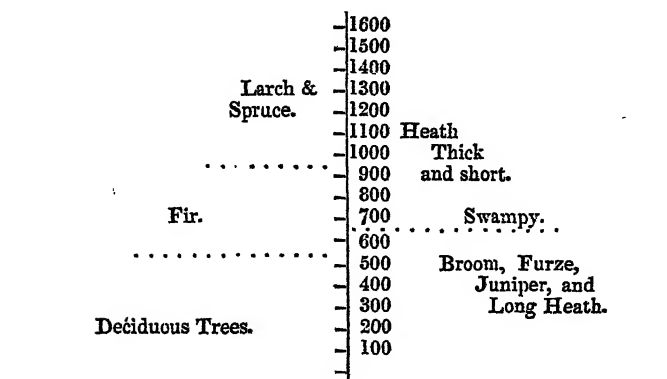 1600
1500
1400
Larch & 1300
Spruce. 1200
1100 Heath
1000 Thick
900 and short.
800
Fir. 700 Swampy.
600
500 Broom, Furze,
400 Juniper, and
300 Long Heath.
Deciduous Trees. 200
100